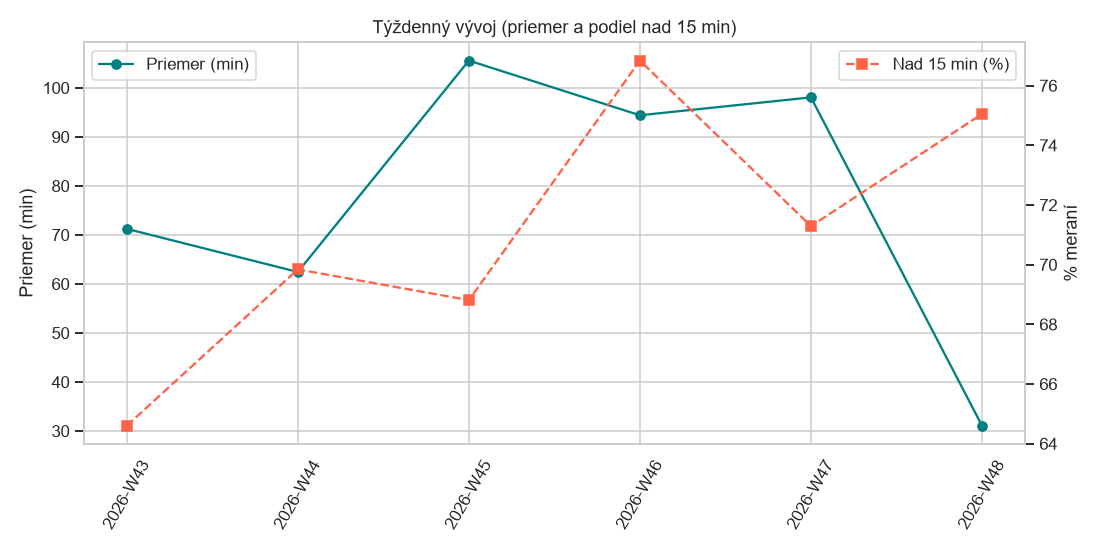 Týždenný vývoj (priemer a podiel nad 15 min)
Priemer (min)
Nad 15 min (%)
Priemer (min)
100
90
80
70
60
50
40
30
76
74
72
70
68
66
64
% meraní
2026-W43
2026-W44
2026-W45
2026-W46
2026-W47
2026-W48